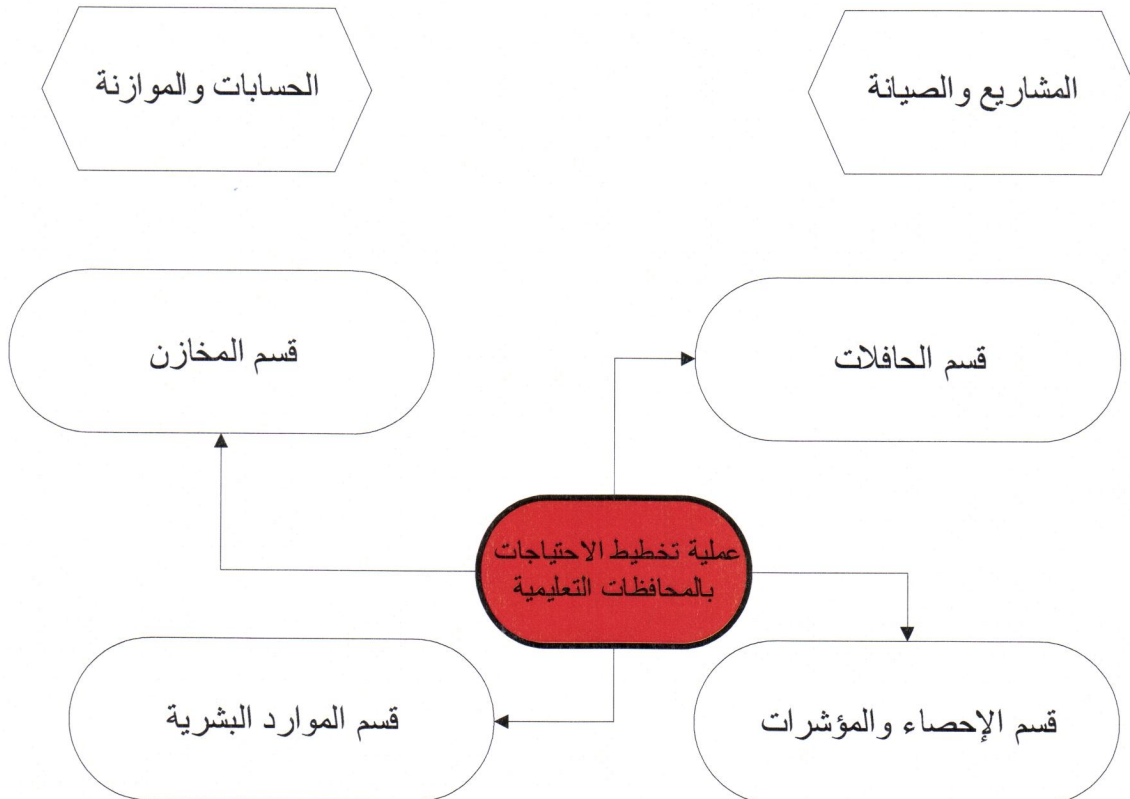 المشاريع والصيانة
الحسابات والموازنة
قسم الحافلات
قسم المخازن
عملية تخطيط الاحتياجات
بالمحافظات التعليمية
قسم الإحصاء والمؤشرات
قسم الموارد البشرية